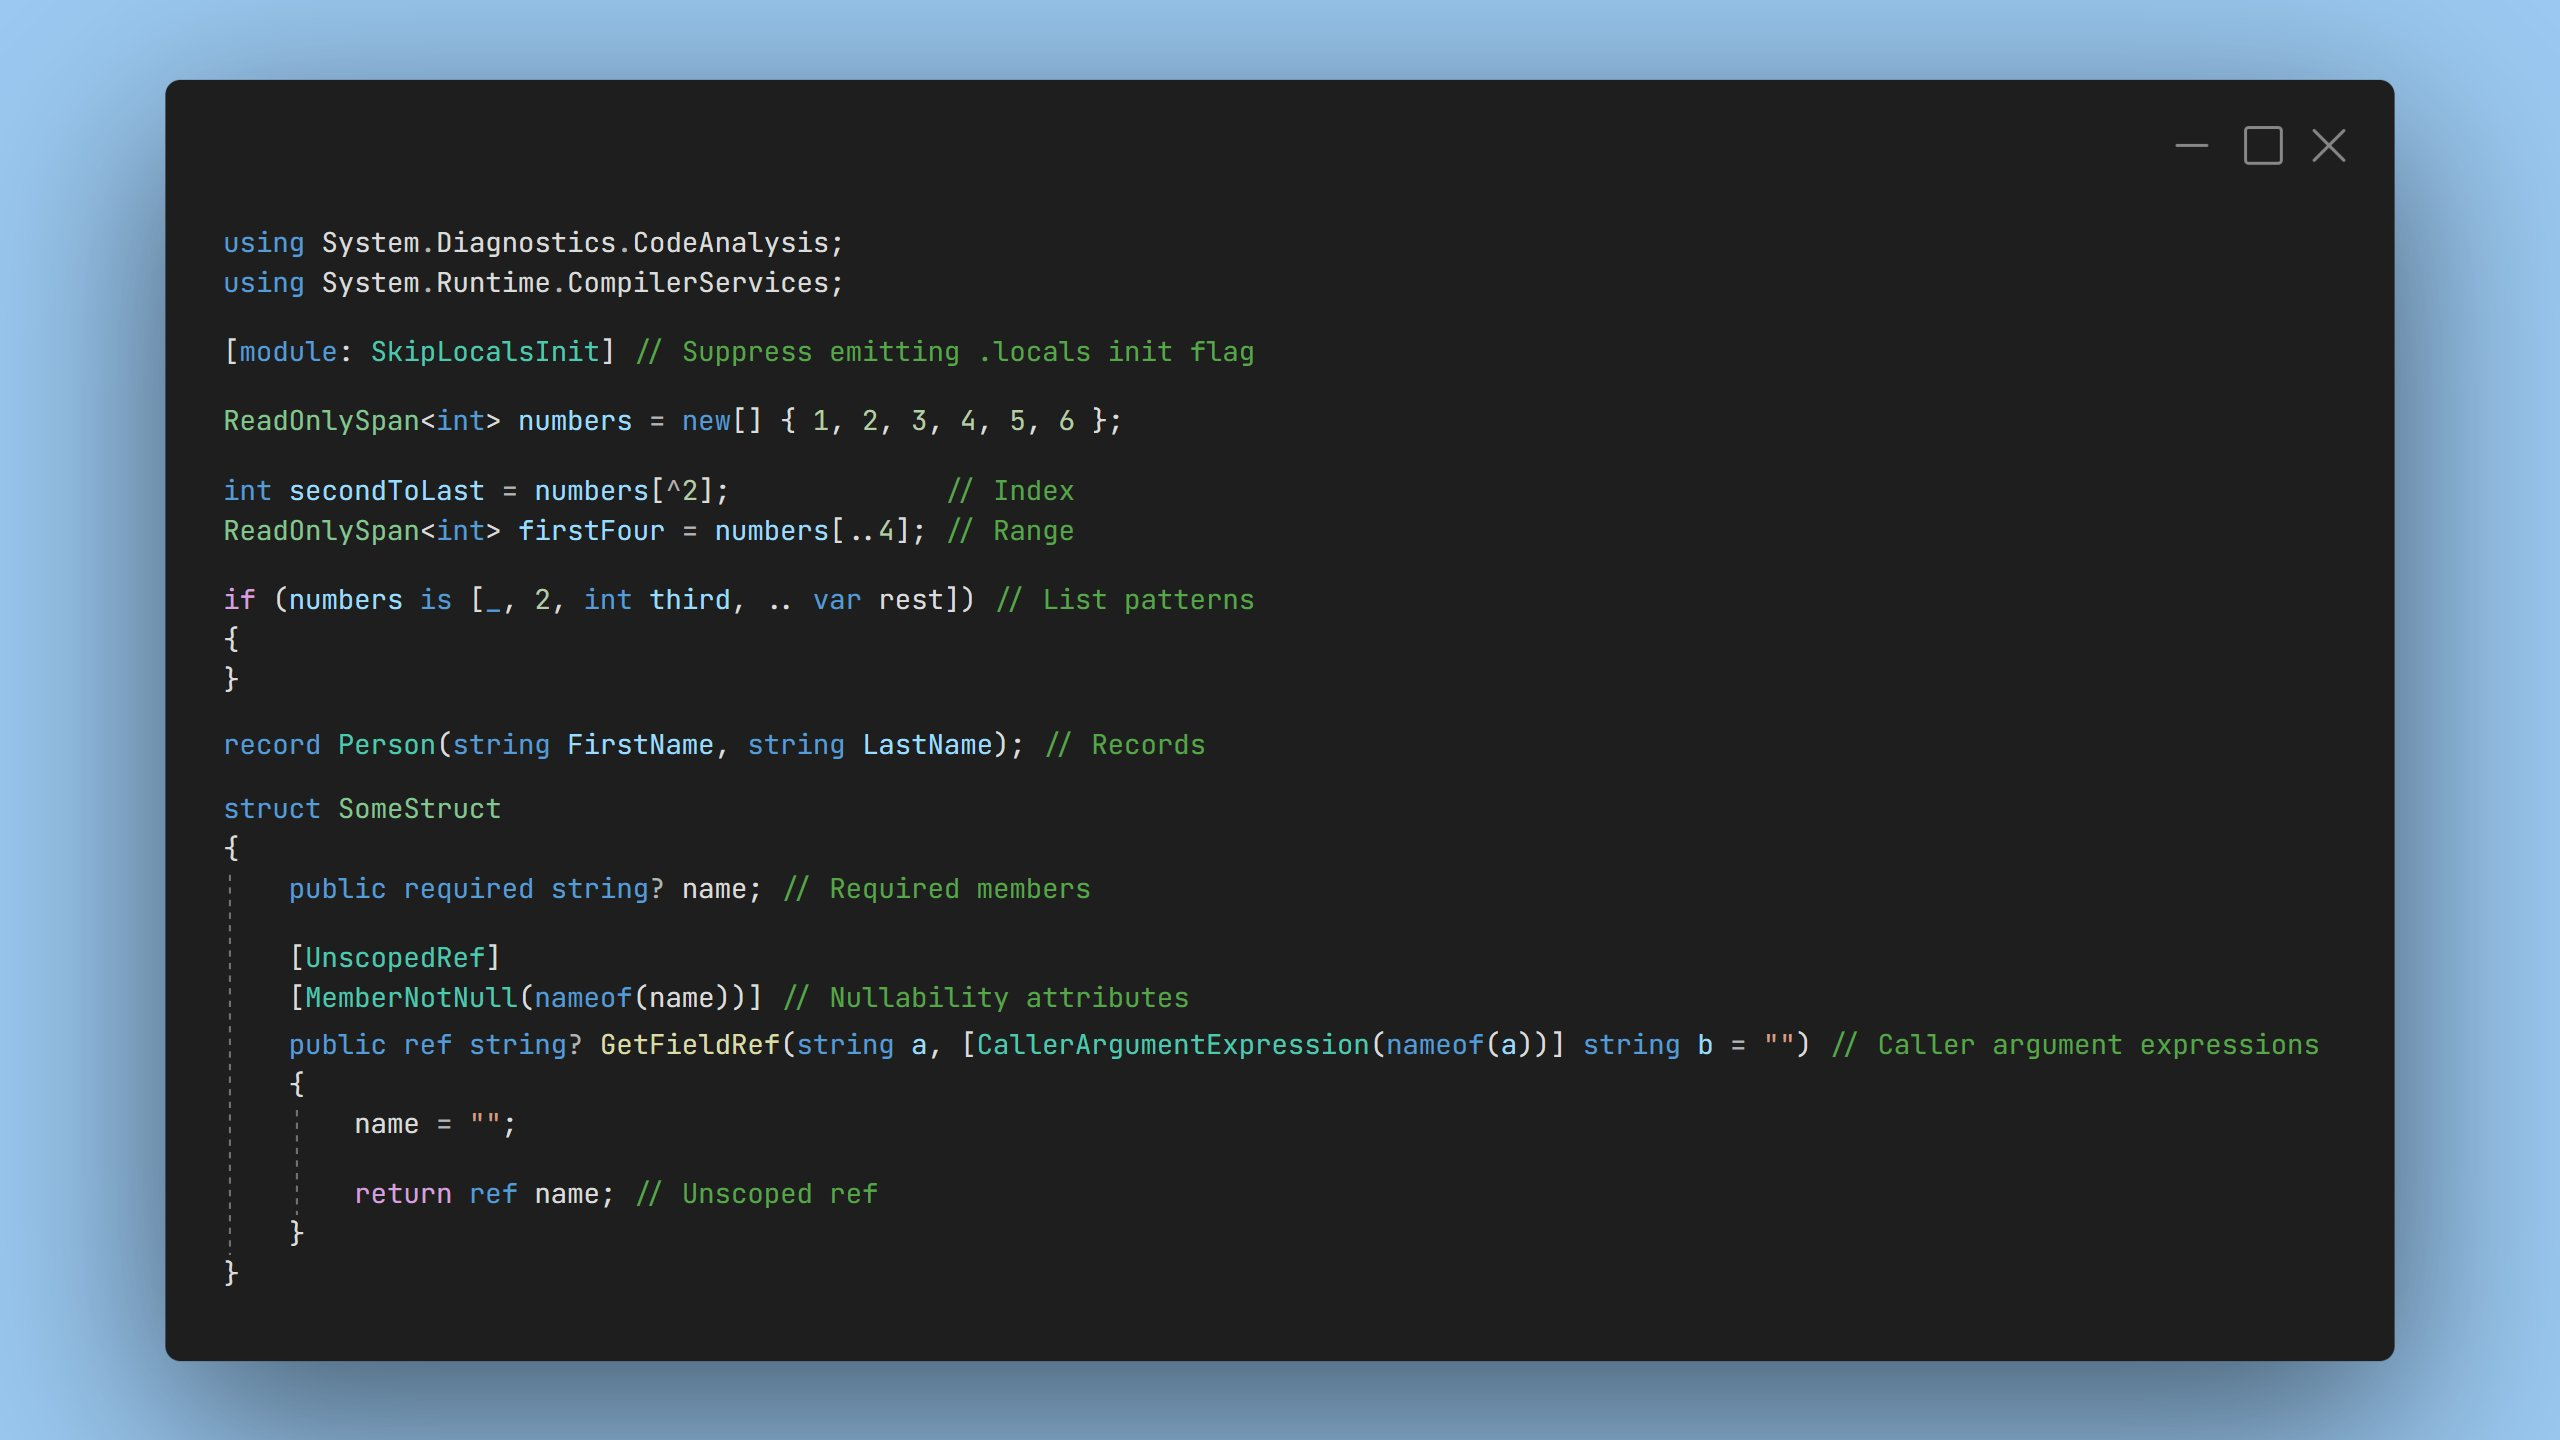 using System.Diagnostics.CodeAnalysis;
using System.Runtime.CompilerServices;
[module: SkipLocalsInit] // Suppress emitting .locals init flag
ReadOnlySpan<int> numbers = new[] { 1, 2, 3, 4, 5, 6 };
int secondToLast = numbers[^2];             // Index
ReadOnlySpan<int> firstFour = numbers[..4]; // Range
if (numbers is [_, 2, int third, .. var rest]) // List patterns
{
}
record Person(string FirstName, string LastName); // Records
struct SomeStruct
{
    public required string? name; // Required members
    [UnscopedRef]
    [MemberNotNull(nameof(name))] // Nullability attributes
    public ref string? GetFieldRef(string a, [CallerArgumentExpression(nameof(a))] string b = "") // Caller argument expressions
    {
        name = "";
        return ref name; // Unscoped ref
    }
}